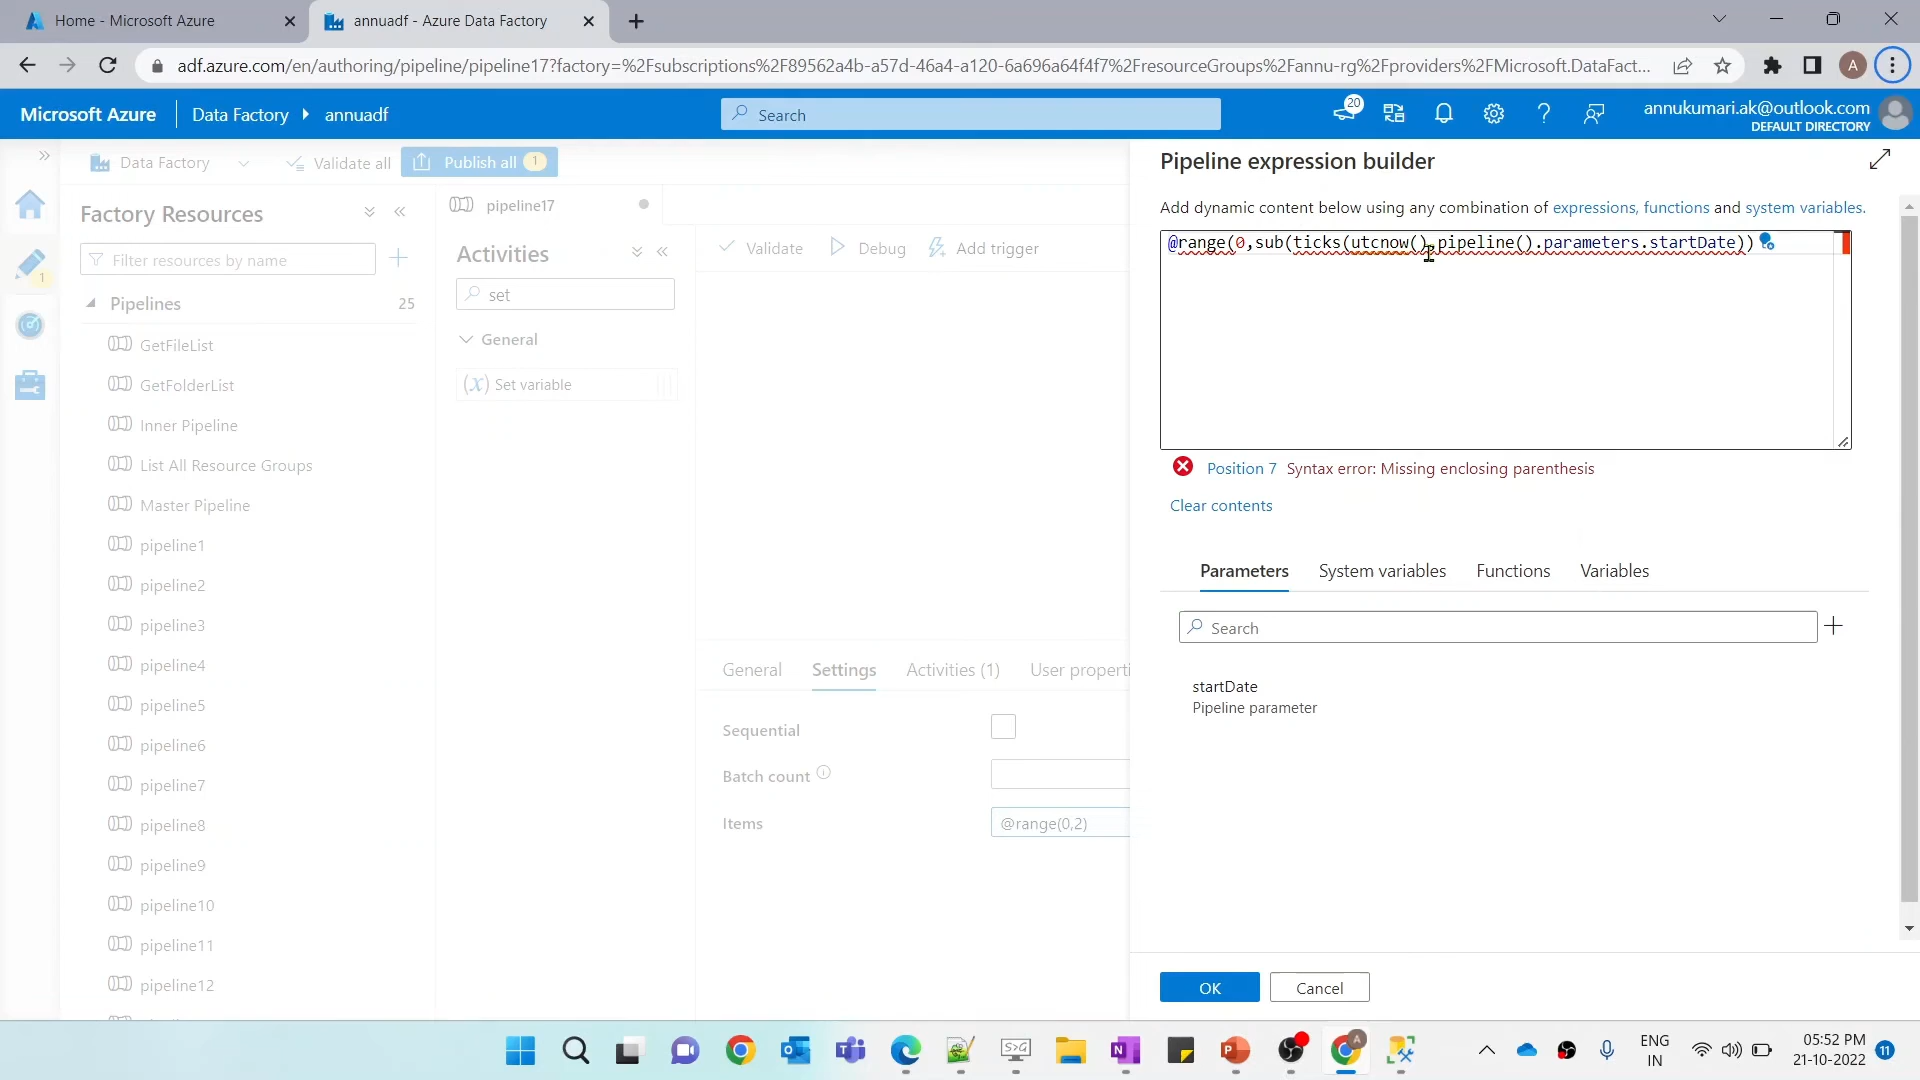 Home - Microsoft Azure
annuadf - Azure Data Factory
adf.azure.com/en/authoring/pipeline/pipeline17?factory=%2Fsubscriptions%2F89562a4b-a57d-46a4-a120-6a696a64f4f7%2FresourceGroups%2Fannu-rg%2Fproviders%2FMicrosoft.DataFact...
A
Microsoft Azure
Data Factory
annuadf
Search
20
annukumari.ak@outlook.com
DEFAULT DIRECTORY
Data Factory
Validate all
Publish all
1
Pipeline expression builder
Factory Resources
pipeline17
Add dynamic content below using any combination of expressions, functions and system variables.
Activities
Validate
Debug
Add trigger
@range(0,sub(ticks(utcnow(),pipeline().parameters.startDate))
Filter resources by name
1
set
Pipelines
25
General
GetFileList
GetFolderList
Set variable
Inner Pipeline
List All Resource Groups
Position 7 Syntax error: Missing enclosing parenthesis
Master Pipeline
Clear contents
pipeline1
pipeline2
Parameters
System variables
Functions
Variables
pipeline3
Search
pipeline4
General
Settings
Activities (1)
User properti
startDate
Pipeline parameter
pipeline5
Sequential
pipeline6
Batch count
pipeline7
pipeline8
Items
@range(0,2)
pipeline9
pipeline10
pipeline11
pipeline12
OK
Cancel
S>G
A
ENG
IN
05:52 PM
21-10-2022
11